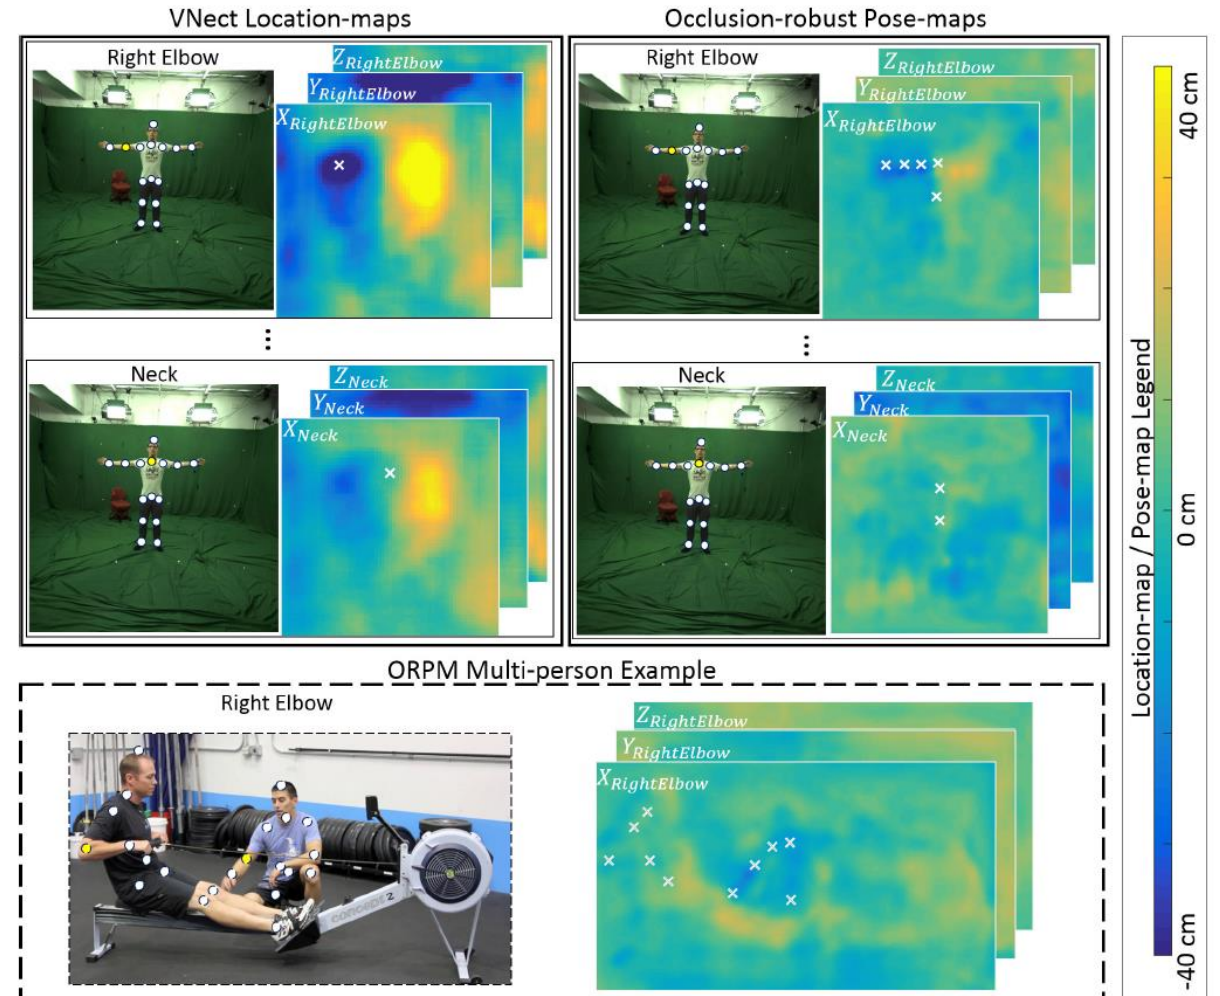 VNect Location-maps
Occlusion-robust Pose-maps
Right Elbow
Z_RightElbow
Y_RightElbow
X_RightElbow
Right Elbow
Z_RightElbow
Y_RightElbow
X_RightElbow
Neck
Z_Neck
Y_Neck
X_Neck
Neck
Z_Neck
Y_Neck
X_Neck
40 cm
0 cm
-40 cm
Location-map / Pose-map Legend
ORPM Multi-person Example
Right Elbow
CONCEPT 2
Z_RightElbow
Y_RightElbow
X_RightElbow